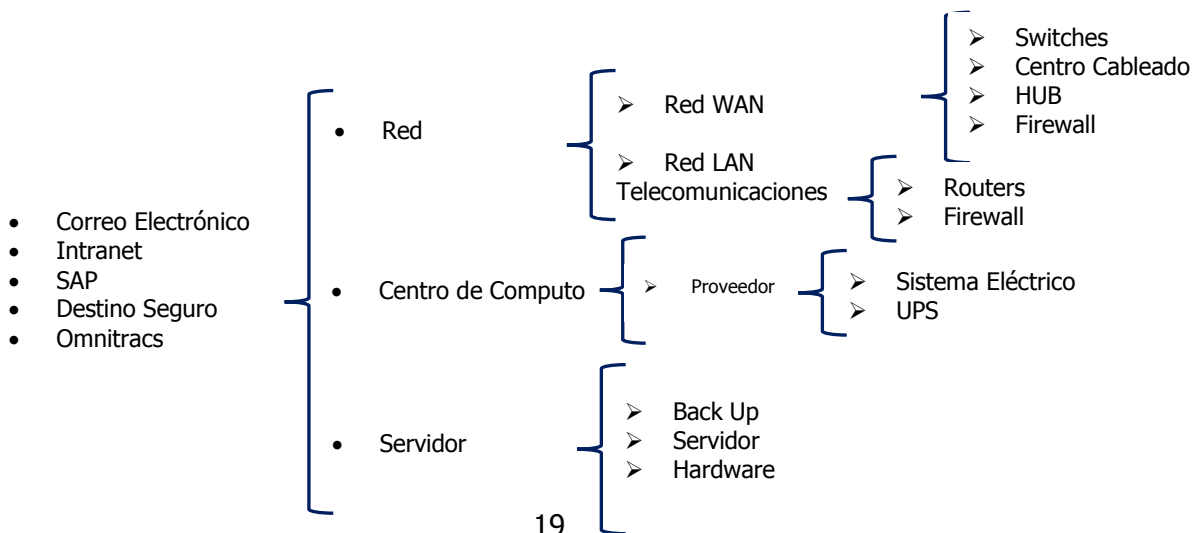 • Correo Electrónico
• Intranet
• SAP
• Destino Seguro
• Omnitracs
• Red
➢ Red WAN
➢ Switches
➢ Centro Cableado
➢ HUB
➢ Firewall
➢ Red LAN
Telecomunicaciones
➢ Routers
➢ Firewall
• Centro de Computo
➢ Proveedor
➢ Sistema Eléctrico
➢ UPS
• Servidor
➢ Back Up
➢ Servidor
➢ Hardware
19